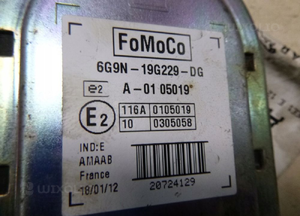 FoMoCo
6G9N-19G229-DG
e2 A-01 05019*
E2 116A 0105019
10 0305058
IND:E
AMAAB
France
18/01/12
20724129